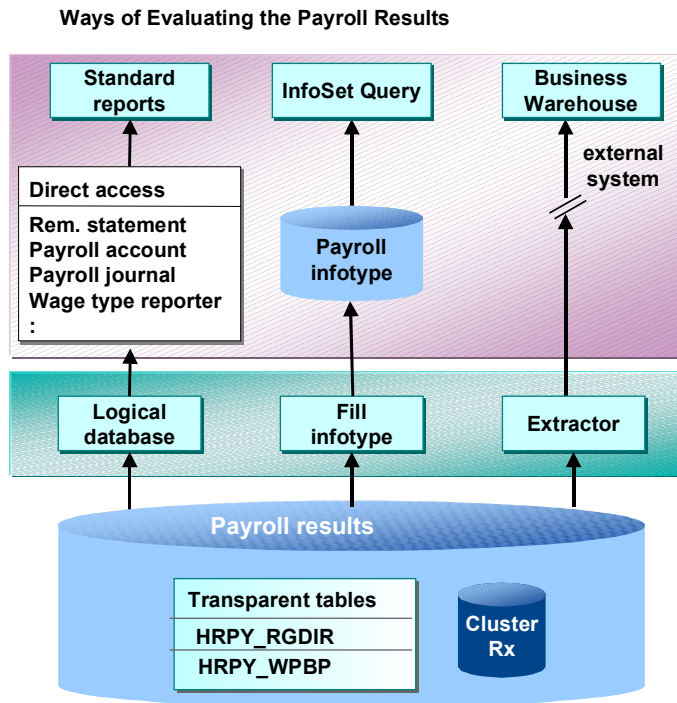 Ways of Evaluating the Payroll Results
Standard
reports
InfoSet Query
Business
Warehouse
external
system
Direct access
Rem. statement
Payroll account
Payroll journal
Wage type reporter
:
Payroll
infotype
Logical
database
Fill
infotype
Extractor
Payroll results
Transparent tables
HRPY_RGDIR
HRPY_WPBP
Cluster
Rx